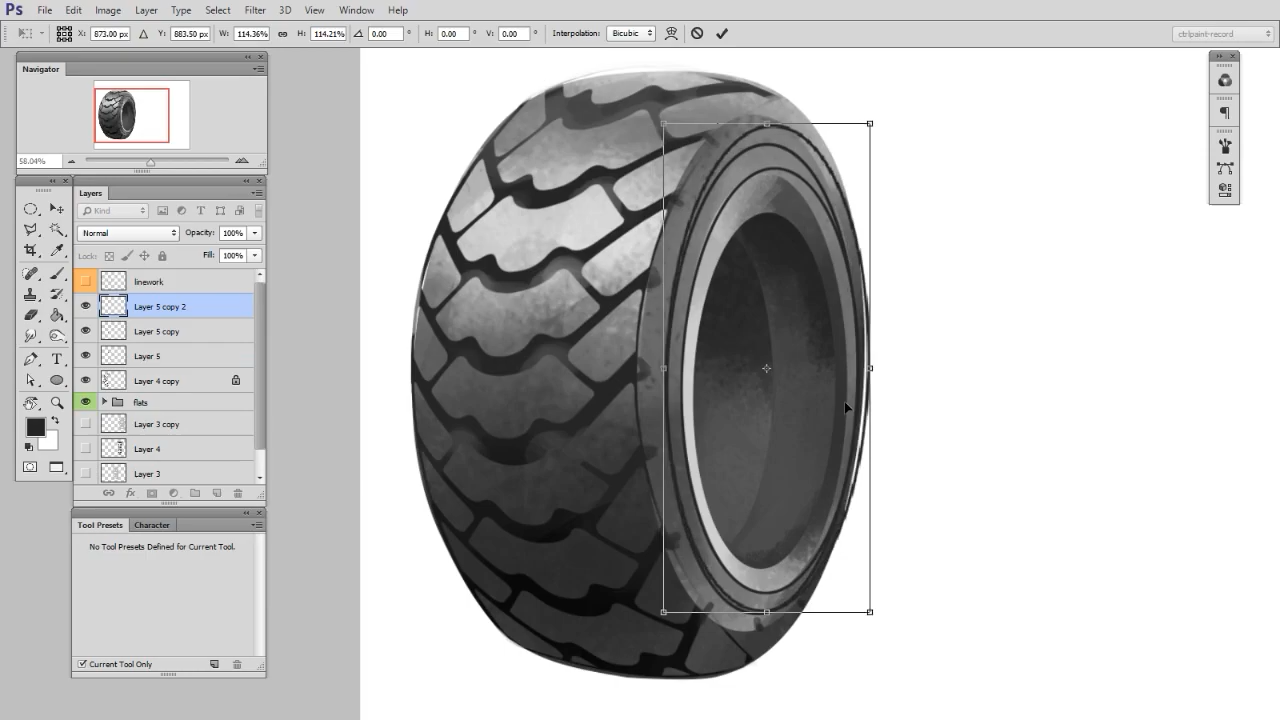 Ps File Edit Image Layer Type Select Filter 3D View Window Help
X: 873.00 px Y: 883.50 px W: 114.36% H: 114.21% 0.00 ° H: 0.00 ° V: 0.00 ° Interpolation: Bicubic ctrlpaint-record
Navigator
58.04%
Layers
Kind
Normal Opacity: 100%
Lock: Fill: 100%
linework
Layer 5 copy 2
Layer 5 copy
Layer 5
Layer 4 copy
flats
Layer 3 copy
Layer 4
Layer 3
Tool Presets Character
No Tool Presets Defined for Current Tool.
Current Tool Only